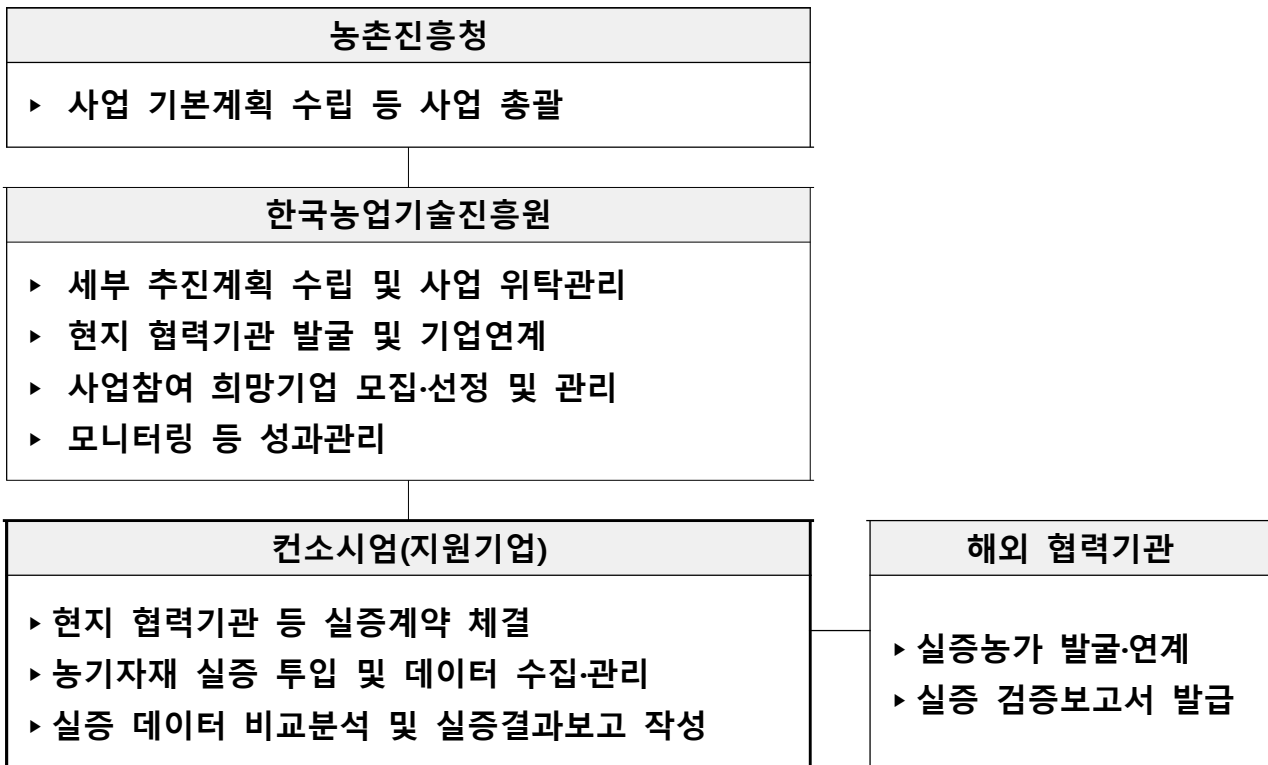 농촌진흥청
▸ 사업 기본계획 수립 등 사업 총괄
한국농업기술진흥원
▸ 세부 추진계획 수립 및 사업 위탁관리
▸ 현지 협력기관 발굴 및 기업연계
▸ 사업참여 희망기업 모집·선정 및 관리
▸ 모니터링 등 성과관리
컨소시엄(지원기업)
▸ 현지 협력기관 등 실증계약 체결
▸ 농기자재 실증 투입 및 데이터 수집·관리
▸ 실증 데이터 비교분석 및 실증결과보고 작성
해외 협력기관
▸ 실증농가 발굴·연계
▸ 실증 검증보고서 발급